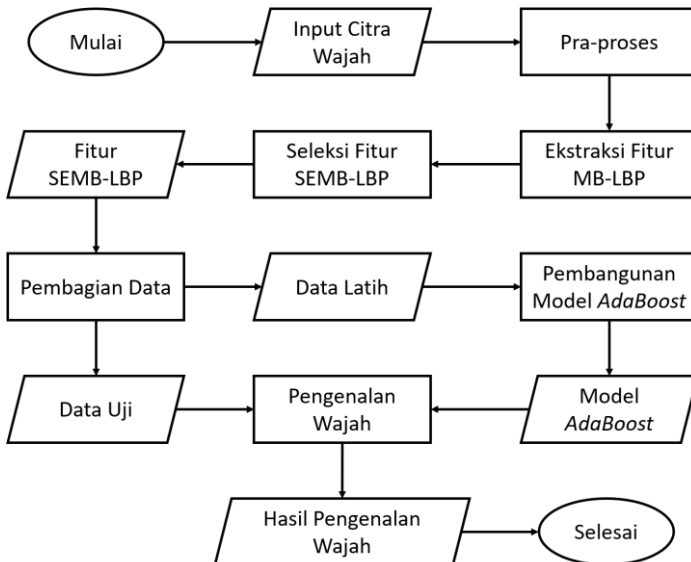 Mulai
Input Citra
Wajah
Pra-proses
Fitur
SEMB-LBP
Seleksi Fitur
SEMB-LBP
Ekstraksi Fitur
MB-LBP
Pembagian Data
Data Latih
Pembangunan
Model AdaBoost
Data Uji
Pengenalan
Wajah
Model
AdaBoost
Hasil Pengenalan
Wajah
Selesai